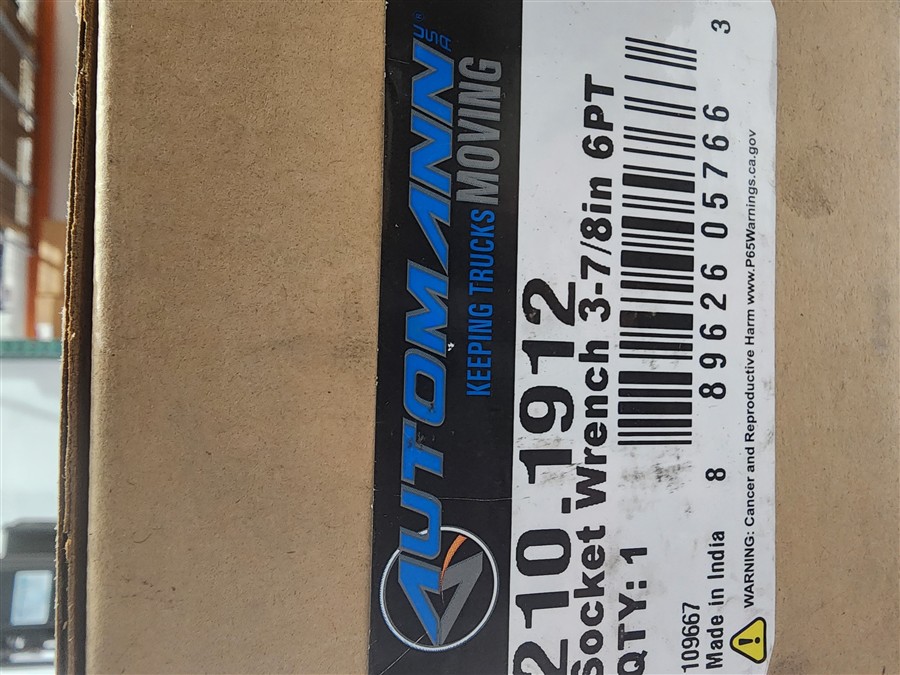 AUTOMANN USA®
KEEPING TRUCKS MOVING
210.1912
Socket Wrench 3-7/8in 6PT
QTY: 1
8 89626 05766 3
109667
Made in India
WARNING: Cancer and Reproductive Harm www.P65Warnings.ca.gov